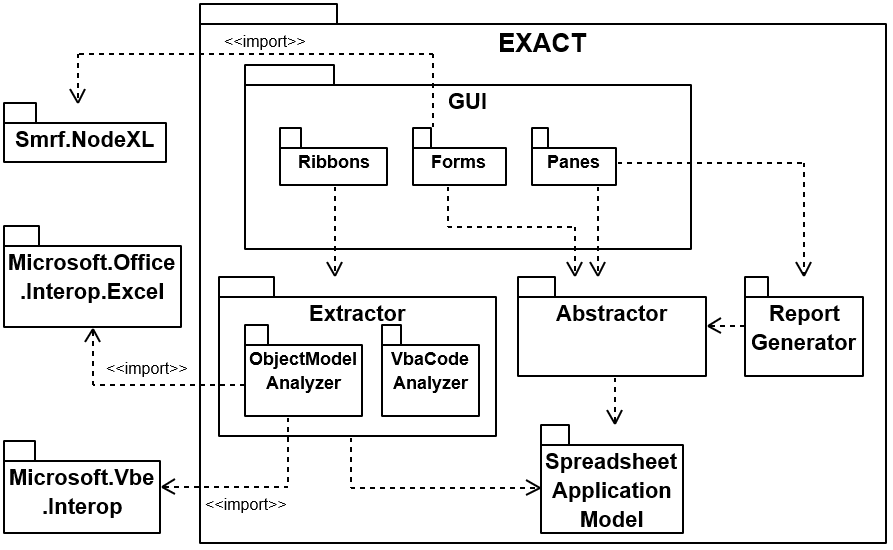 EXACT
<<import>>
GUI
Smrf.NodeXL
Ribbons
Forms
Panes
Microsoft.Office
.Interop.Excel
Extractor
Abstractor
Report
Generator
ObjectModel
Analyzer
VbaCode
Analyzer
<<import>>
Spreadsheet
Application
Model
Microsoft.Vbe
.Interop
<<import>>